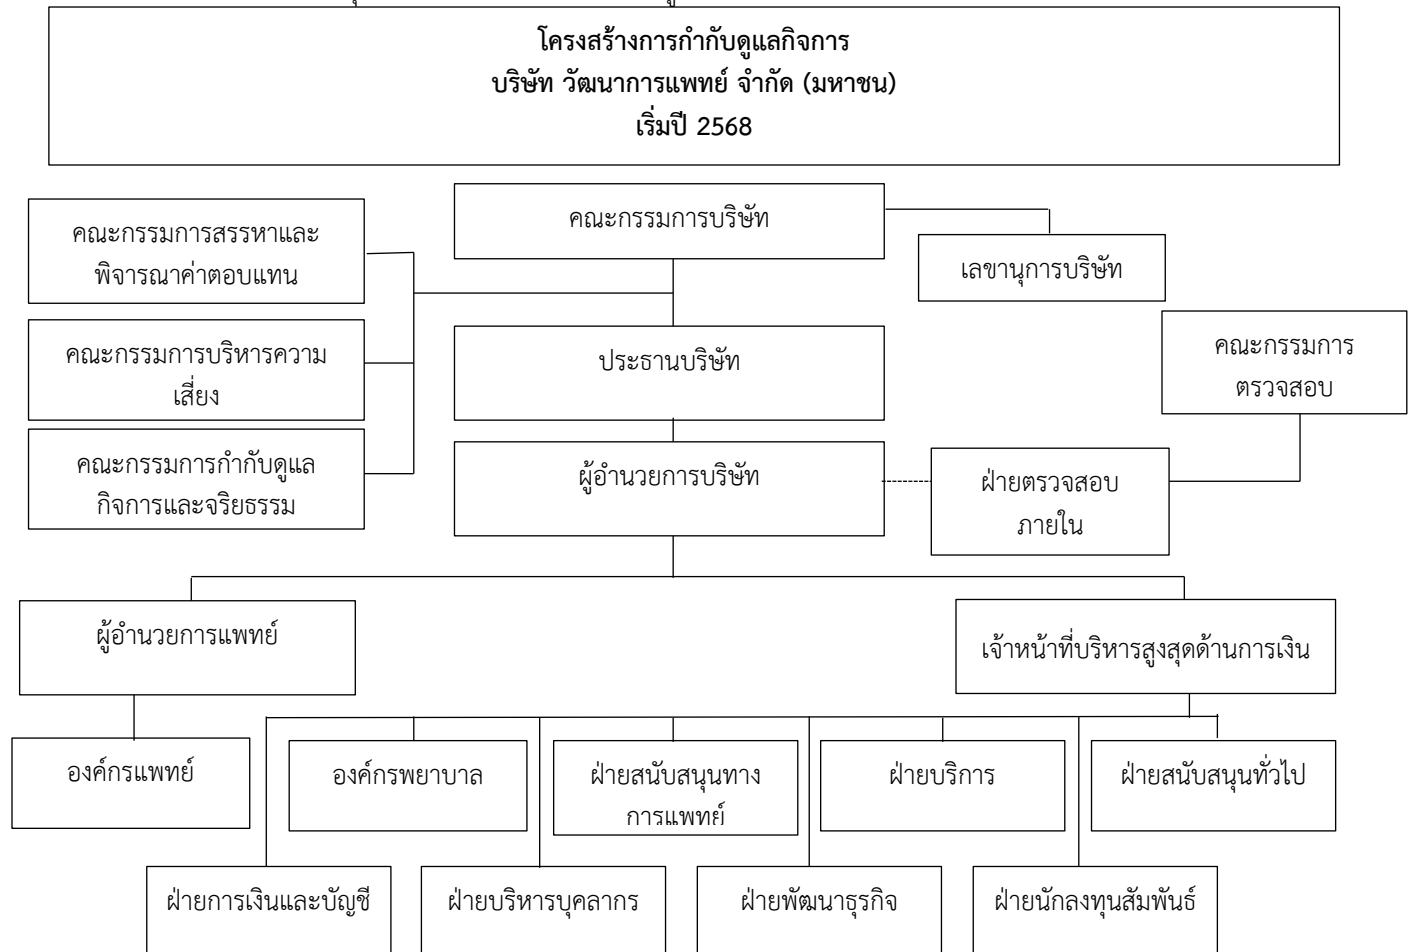 โครงสร้างการกำกับดูแลกิจการ
บริษัท วัฒนาการแพทย์ จำกัด (มหาชน)
เริ่มปี 2568
คณะกรรมการสรรหาและ
พิจารณาค่าตอบแทน
คณะกรรมการบริษัท
เลขานุการบริษัท
คณะกรรมการบริหารความ
เสี่ยง
ประธานบริษัท
คณะกรรมการ
ตรวจสอบ
คณะกรรมการกำกับดูแล
กิจการและจริยธรรม
ผู้อำนวยการบริษัท
ฝ่ายตรวจสอบ
ภายใน
ผู้อำนวยการแพทย์
เจ้าหน้าที่บริหารสูงสุดด้านการเงิน
องค์กรแพทย์
องค์กรพยาบาล
ฝ่ายสนับสนุนทาง
การแพทย์
ฝ่ายบริการ
ฝ่ายสนับสนุนทั่วไป
ฝ่ายการเงินและบัญชี
ฝ่ายบริหารบุคลากร
ฝ่ายพัฒนาธุรกิจ
ฝ่ายนักลงทุนสัมพันธ์